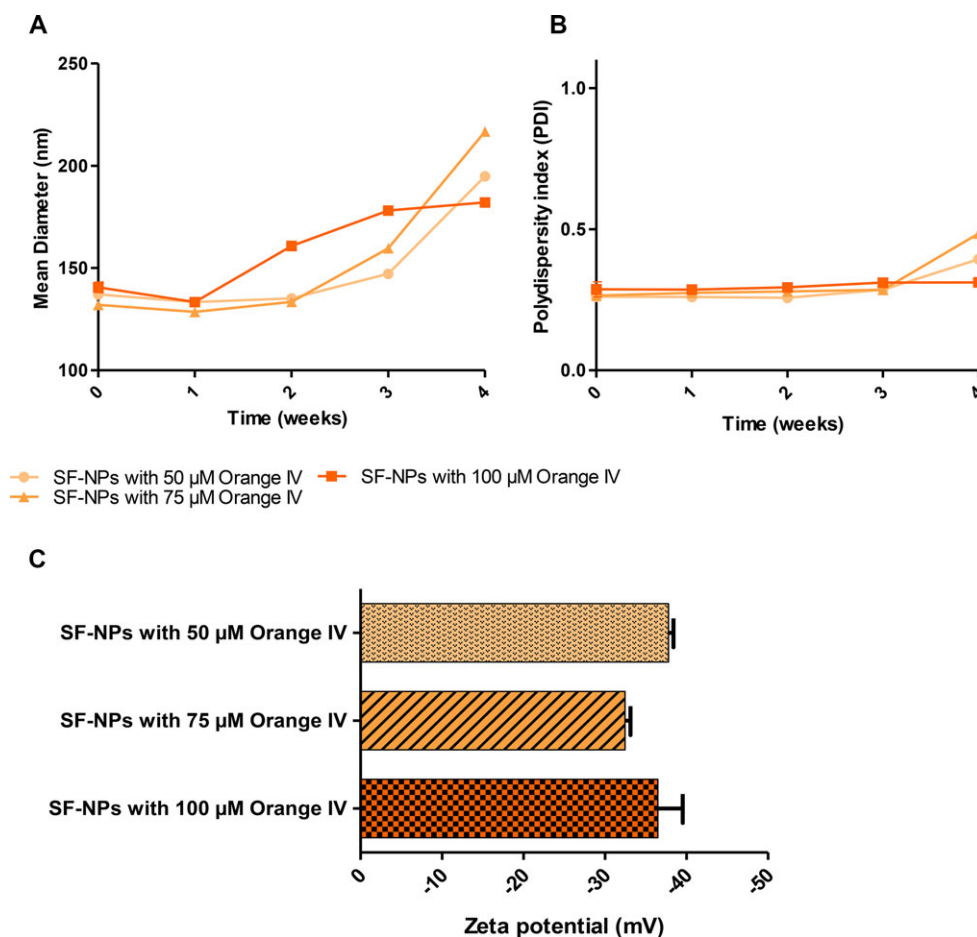 A
Mean Diameter (nm)
250
200
150
100
0 1 2 3 4
Time (weeks)
B
Polydispersity index (PDI)
1.0
0.5
0.0
0 1 2 3 4
Time (weeks)
SF-NPs with 50 µM Orange IV
SF-NPs with 100 µM Orange IV
SF-NPs with 75 µM Orange IV
C
SF-NPs with 50 µM Orange IV
SF-NPs with 75 µM Orange IV
SF-NPs with 100 µM Orange IV
0 -10 -20 -30 -40 -50
Zeta potential (mV)